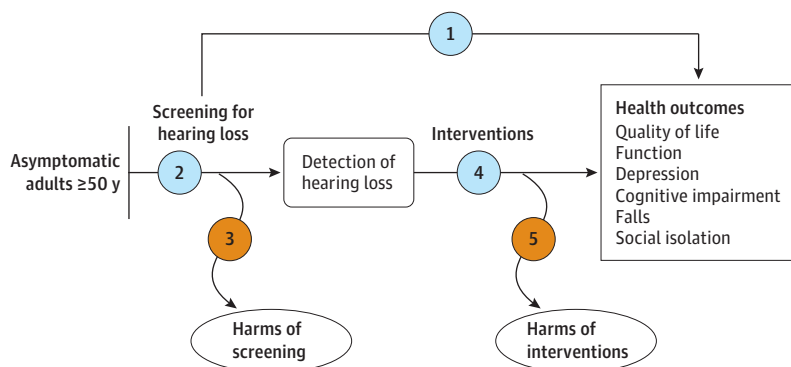 1
Screening for
hearing loss
Interventions
Asymptomatic
adults ≥50 y
2
Detection of
hearing loss
4
Health outcomes
Quality of life
Function
Depression
Cognitive impairment
Falls
Social isolation
3
5
Harms of
screening
Harms of
interventions